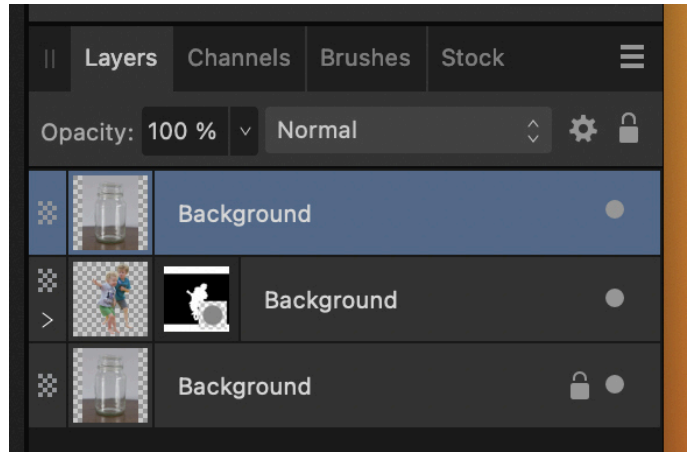 Layers Channels Brushes Stock
Opacity: 100 % Normal
Background
Background
Background